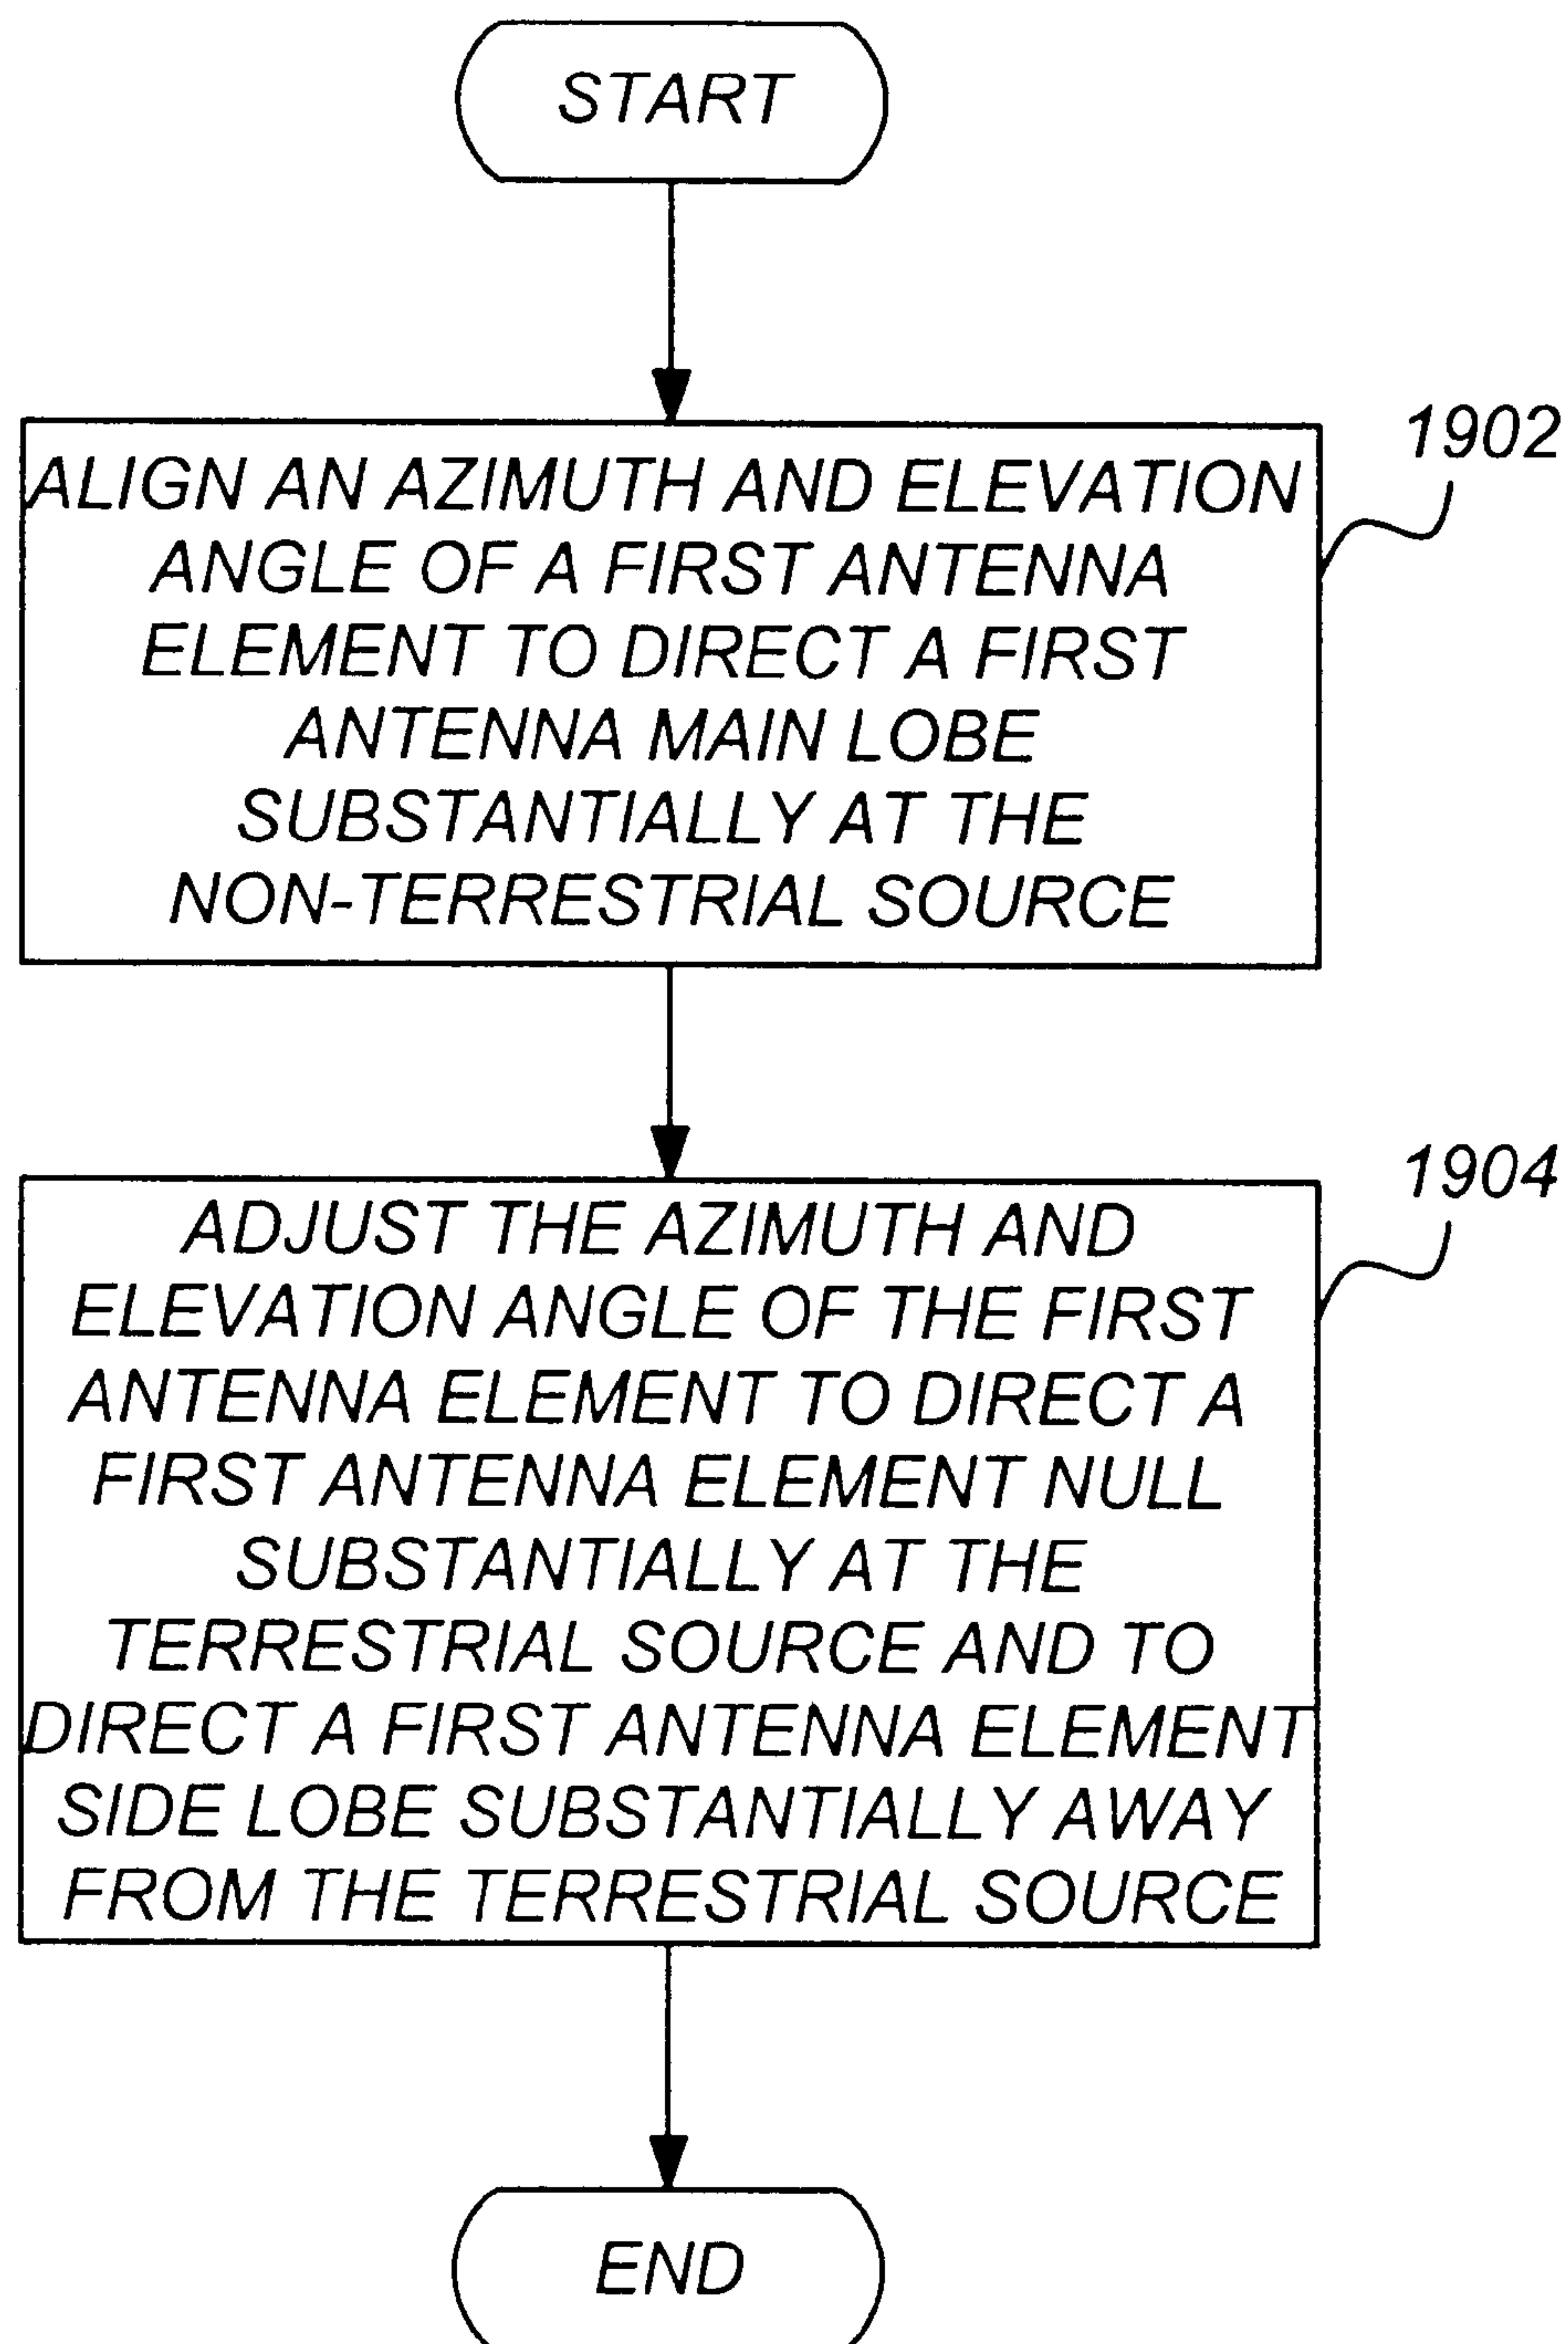 START
1902
ALIGN AN AZIMUTH AND ELEVATION
ANGLE OF A FIRST ANTENNA
ELEMENT TO DIRECT A FIRST
ANTENNA MAIN LOBE
SUBSTANTIALLY AT THE
NON-TERRESTRIAL SOURCE
1904
ADJUST THE AZIMUTH AND
ELEVATION ANGLE OF THE FIRST
ANTENNA ELEMENT TO DIRECT A
FIRST ANTENNA ELEMENT NULL
SUBSTANTIALLY AT THE
TERRESTRIAL SOURCE AND TO
DIRECT A FIRST ANTENNA ELEMENT
SIDE LOBE SUBSTANTIALLY AWAY
FROM THE TERRESTRIAL SOURCE
END